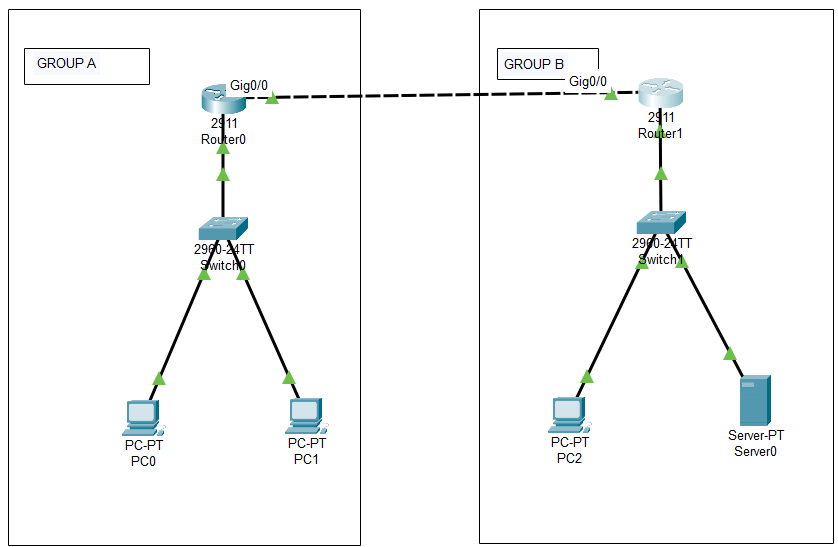 GROUP A
GROUP B
Gig0/0
Gig0/0
2911
Router0
2911
Router1
2960-24TT
Switch0
2960-24TT
Switch1
PC-PT
PC0
PC-PT
PC1
PC-PT
PC2
Server-PT
Server0